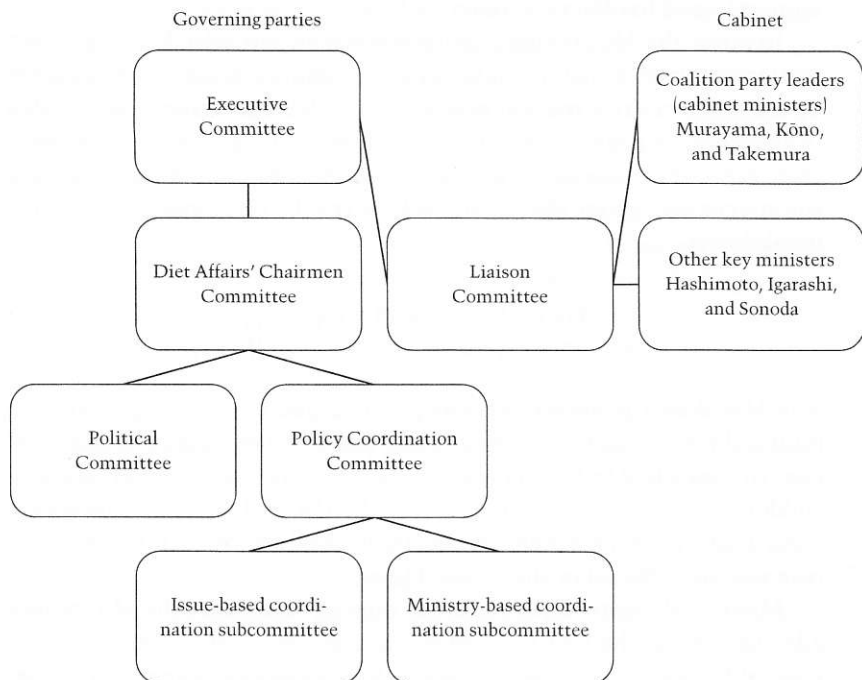 Governing parties
Cabinet
Executive
Committee
Coalition party leaders
(cabinet ministers)
Murayama, Kōno,
and Takemura
Diet Affairs' Chairmen
Committee
Liaison
Committee
Other key ministers
Hashimoto, Igarashi,
and Sonoda
Political
Committee
Policy Coordination
Committee
Issue-based coordi-
nation subcommittee
Ministry-based coordi-
nation subcommittee